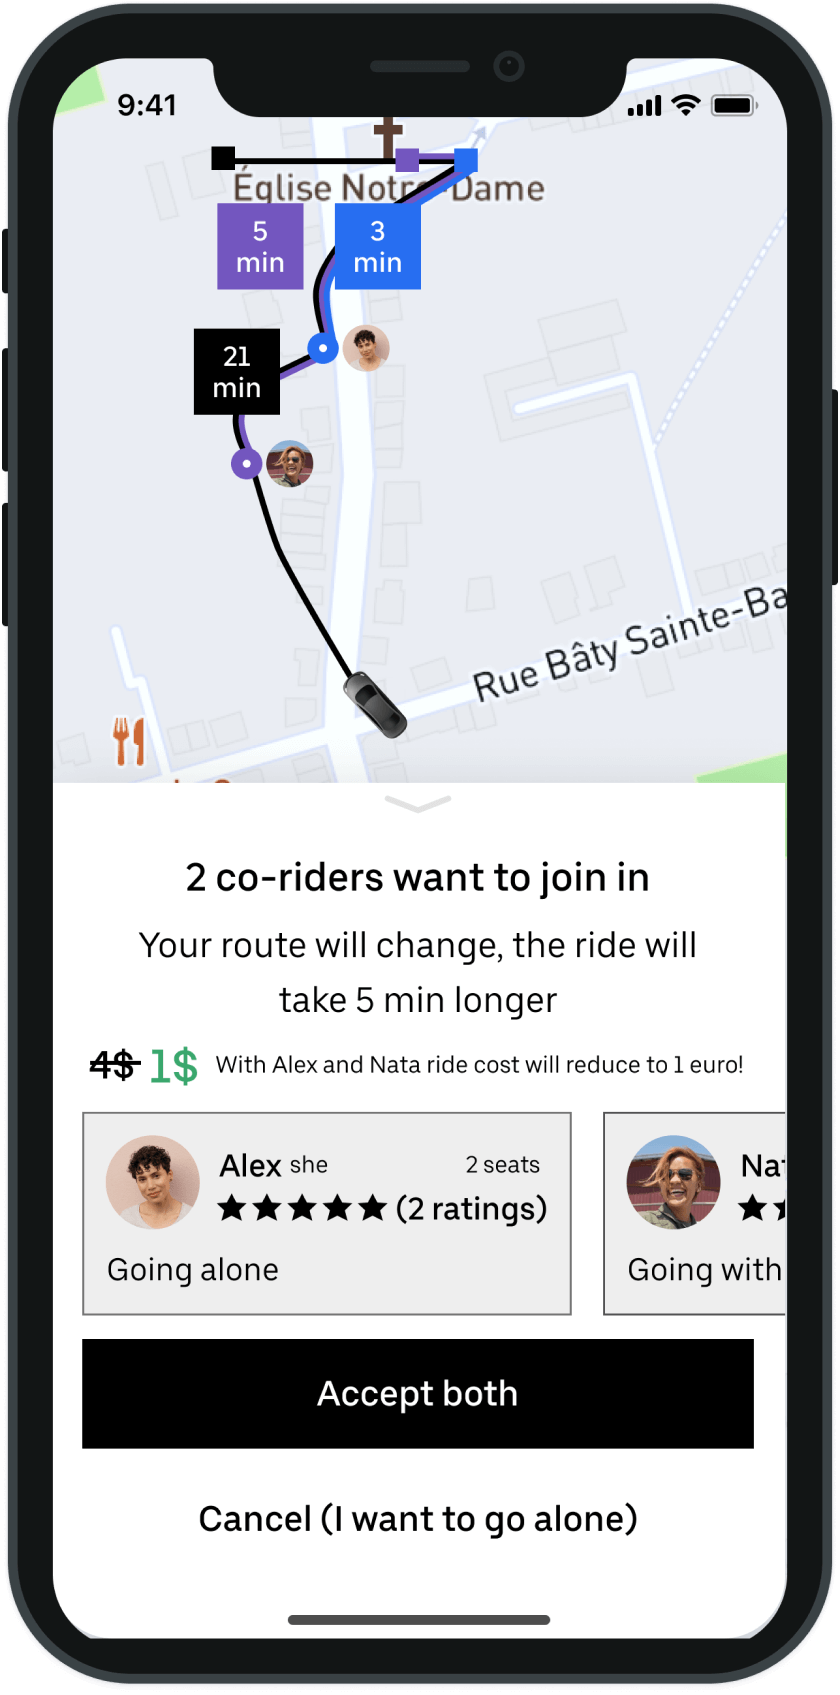 9:41
Église Notre-Dame
5
min
3
min
21
min
Rue Bâty Sainte-Ba
2 co-riders want to join in
Your route will change, the ride will
take 5 min longer
4$ 1$ With Alex and Nata ride cost will reduce to 1 euro!
Alex she 2 seats
(2 ratings)
Going alone
Nat
Going with
Accept both
Cancel (I want to go alone)